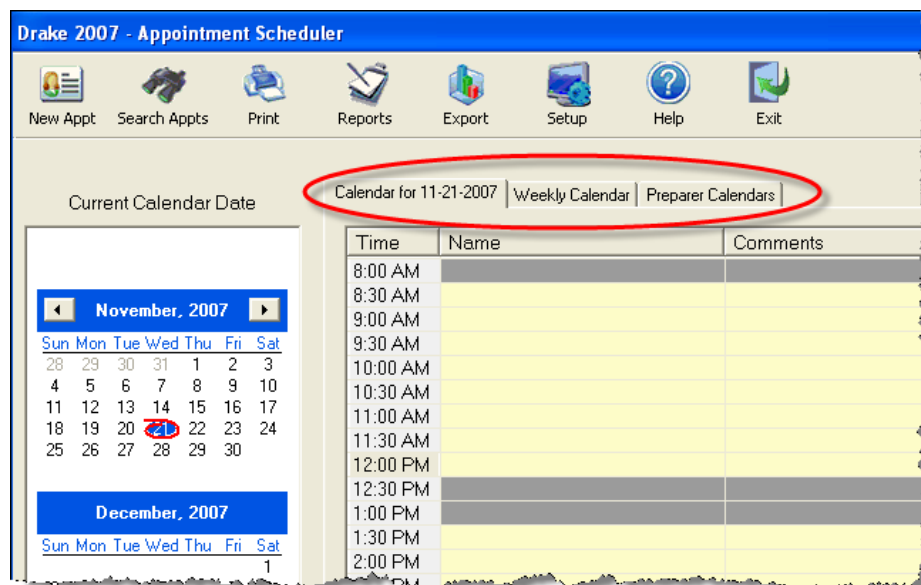 Drake 2007 - Appointment Scheduler
New Appt Search Appts Print Reports Export Setup Help Exit
Current Calendar Date
Calendar for 11-21-2007 Weekly Calendar Preparer Calendars
November, 2007
Sun Mon Tue Wed Thu Fri Sat
28 29 30 31 1 2 3
4 5 6 7 8 9 10
11 12 13 14 15 16 17
18 19 20 21 22 23 24
25 26 27 28 29 30
December, 2007
Sun Mon Tue Wed Thu Fri Sat
1
Time Name Comments
8:00 AM
8:30 AM
9:00 AM
9:30 AM
10:00 AM
10:30 AM
11:00 AM
11:30 AM
12:00 PM
12:30 PM
1:00 PM
1:30 PM
2:00 PM